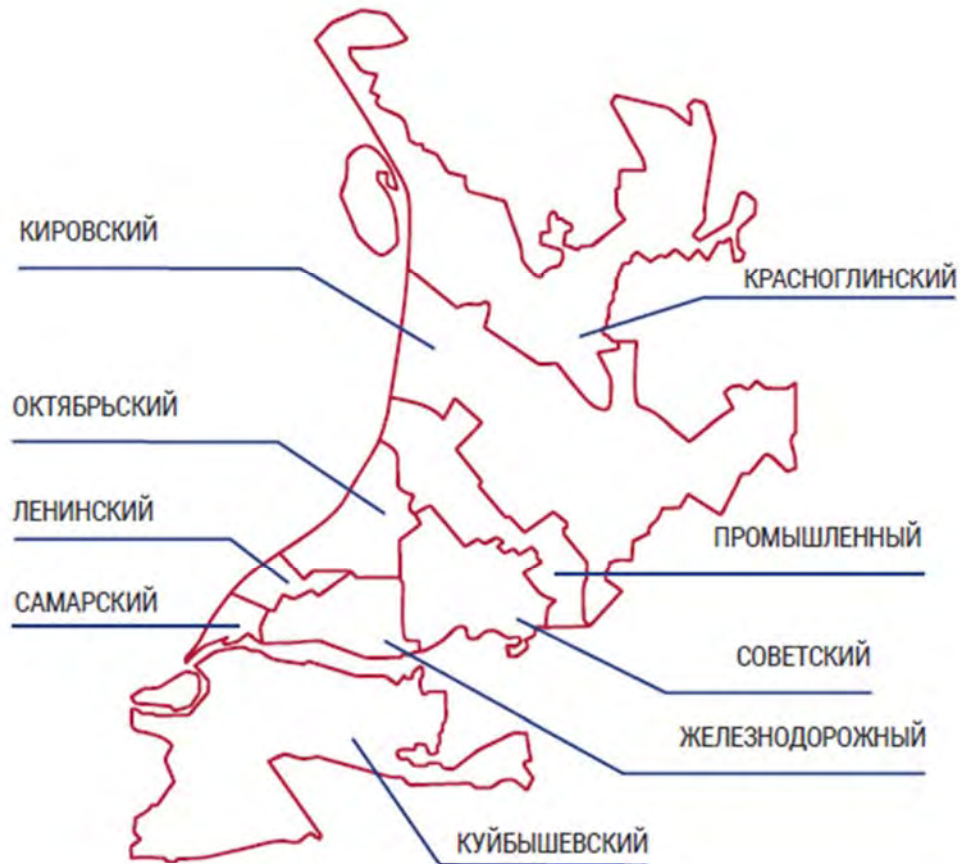 КИРОВСКИЙ
КРАСНОГЛИНСКИЙ
ОКТЯБРЬСКИЙ
ЛЕНИНСКИЙ
ПРОМЫШЛЕННЫЙ
САМАРСКИЙ
СОВЕТСКИЙ
ЖЕЛЕЗНОДОРОЖНЫЙ
КУЙБЫШЕВСКИЙ